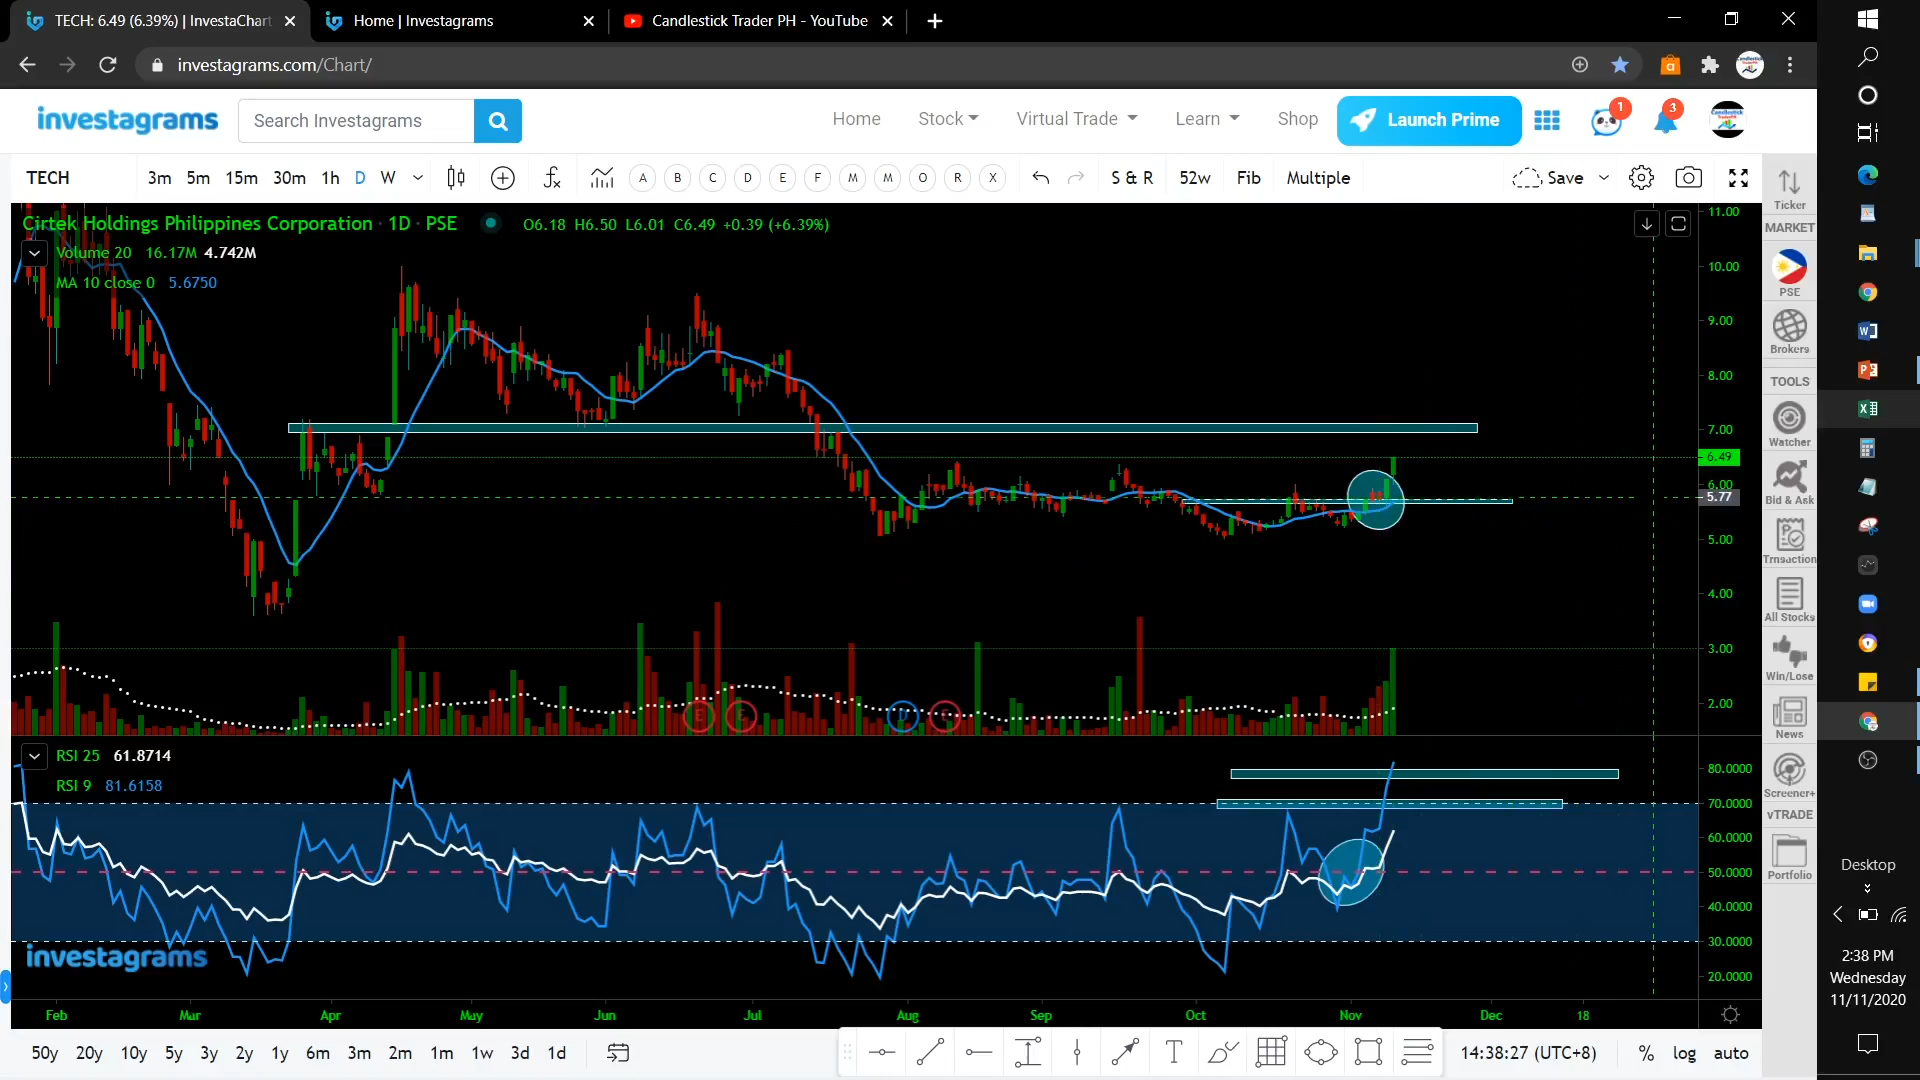 TECH: 6.49 (6.39%) | InvestaChart
Home | Investagrams
Candlestick Trader PH - YouTube
investagrams.com/Chart/
investagrams
Search Investagrams
Home
Stock
Virtual Trade
Learn
Shop
Launch Prime
1
3
TECH
3m
5m
15m
30m
1h
D
W
A
B
C
D
E
F
M
M
O
R
X
S & R
52w
Fib
Multiple
Save
Cirtek Holdings Philippines Corporation · 1D · PSE
O6.18 H6.50 L6.01 C6.49 +0.39 (+6.39%)
Volume 20 16.17M 4.742M
MA 10 close 0 5.6750
11.00
10.00
9.00
8.00
7.00
6.49
6.00
5.77
5.00
4.00
3.00
2.00
E
E
D
E
RSI 25 61.8714
RSI 9 81.6158
80.0000
70.0000
60.0000
50.0000
40.0000
30.0000
20.0000
investagrams
Feb
Mar
Apr
May
Jun
Jul
Aug
Sep
Oct
Nov
Dec
18
50y
20y
10y
5y
3y
2y
1y
6m
3m
2m
1m
1w
3d
1d
14:38:27 (UTC+8)
%
log
auto
Ticker
MARKET
PSE
Brokers
TOOLS
Watcher
Bid & Ask
Trnsaction
All Stocks
Win/Lose
News
Screener+
vTRADE
Portfolio
Desktop
2:38 PM
Wednesday
11/11/2020